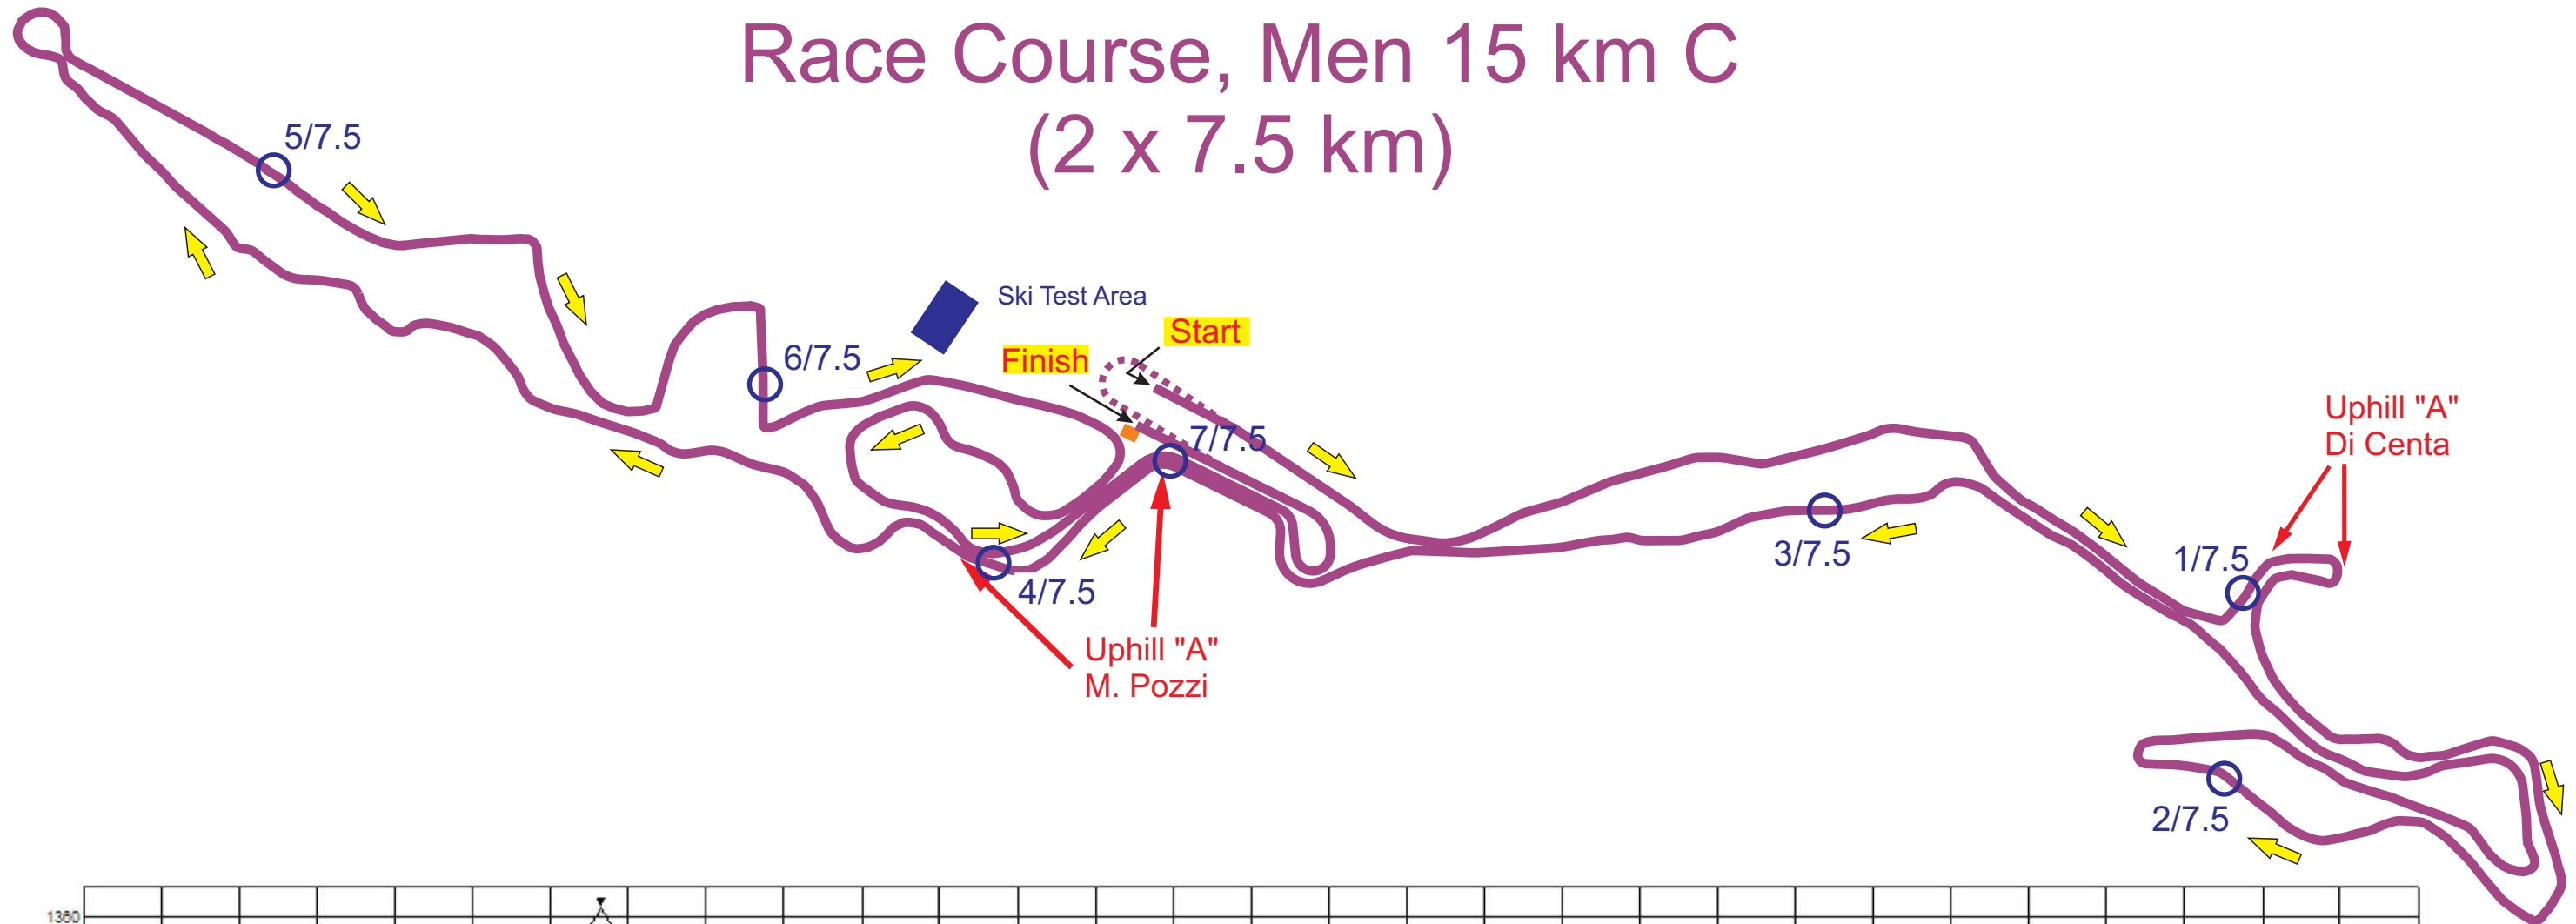 Race Course, Men 15 km C
(2 x 7.5 km)
5/7.5
Ski Test Area
Start
Finish
6/7.5
7/7.5
Uphill "A"
Di Centa
3/7.5
1/7.5
4/7.5
Uphill "A"
M. Pozzi
2/7.5
1360